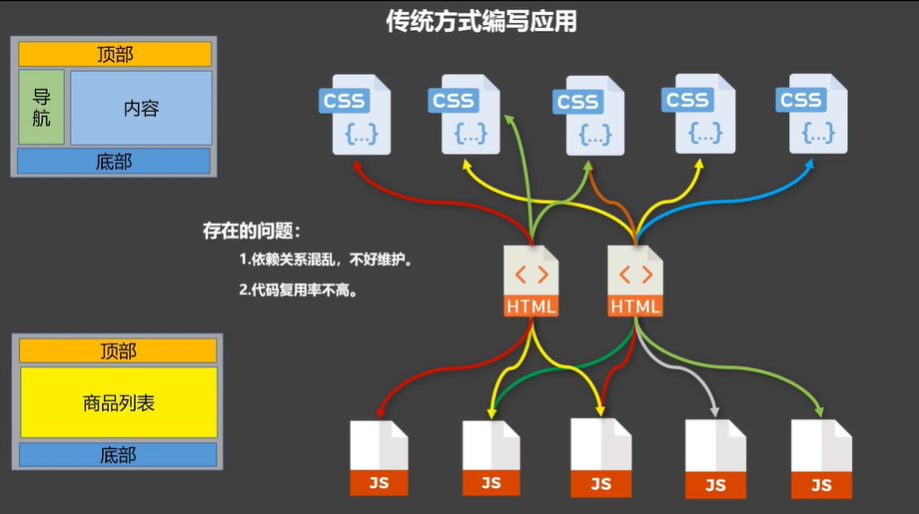 传统方式编写应用
顶部
导航
内容
底部
CSS
{...}
CSS
{...}
CSS
{...}
CSS
{...}
CSS
{...}
存在的问题：
1.依赖关系混乱，不好维护。
2.代码复用率不高。
< >
HTML
< >
HTML
顶部
商品列表
底部
JS
JS
JS
JS
JS